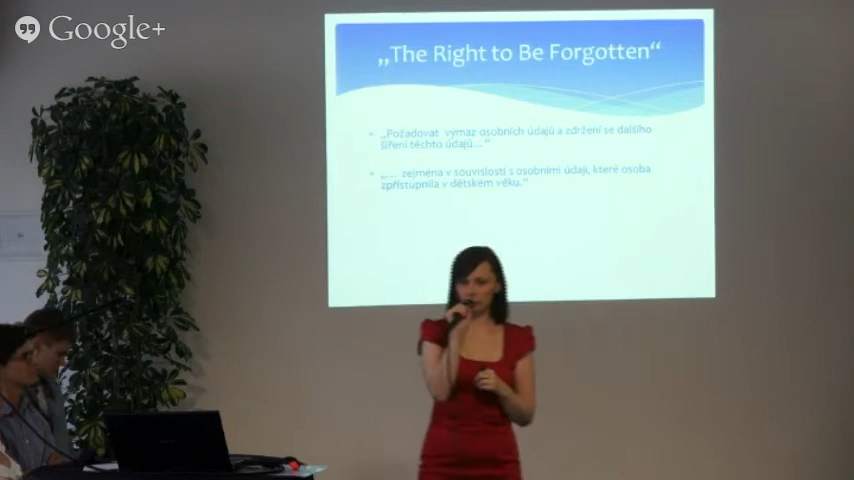 Google+
„The Right to Be Forgotten“
„Požadovat výmaz osobních údajů a zdržení se dalšího
šíření těchto údajů…“
„… zejména v souvislosti s osobními údaji, které osoba
zpřístupnila v dětském věku.“